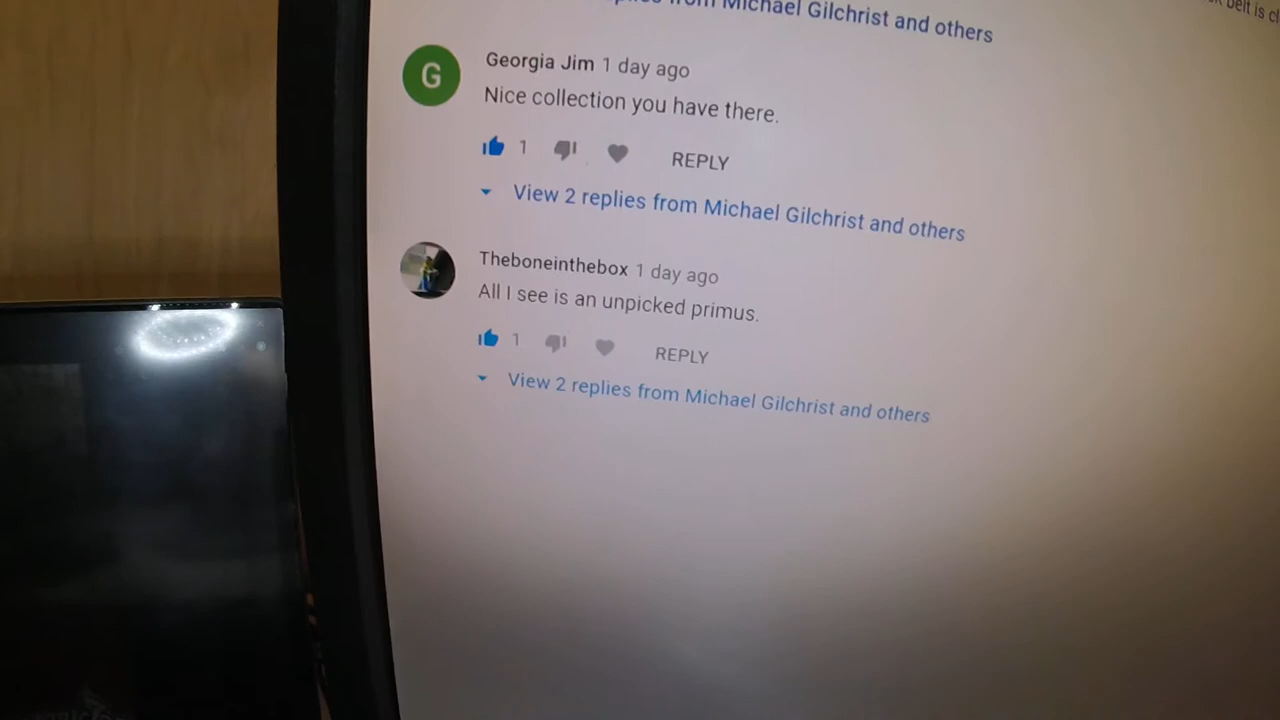 from Michael Gilchrist and others
belt is
G
Georgia Jim 1 day ago
Nice collection you have there.
1
REPLY
View 2 replies from Michael Gilchrist and others
Theboneinthebox 1 day ago
All I see is an unpicked primus.
1
REPLY
View 2 replies from Michael Gilchrist and others